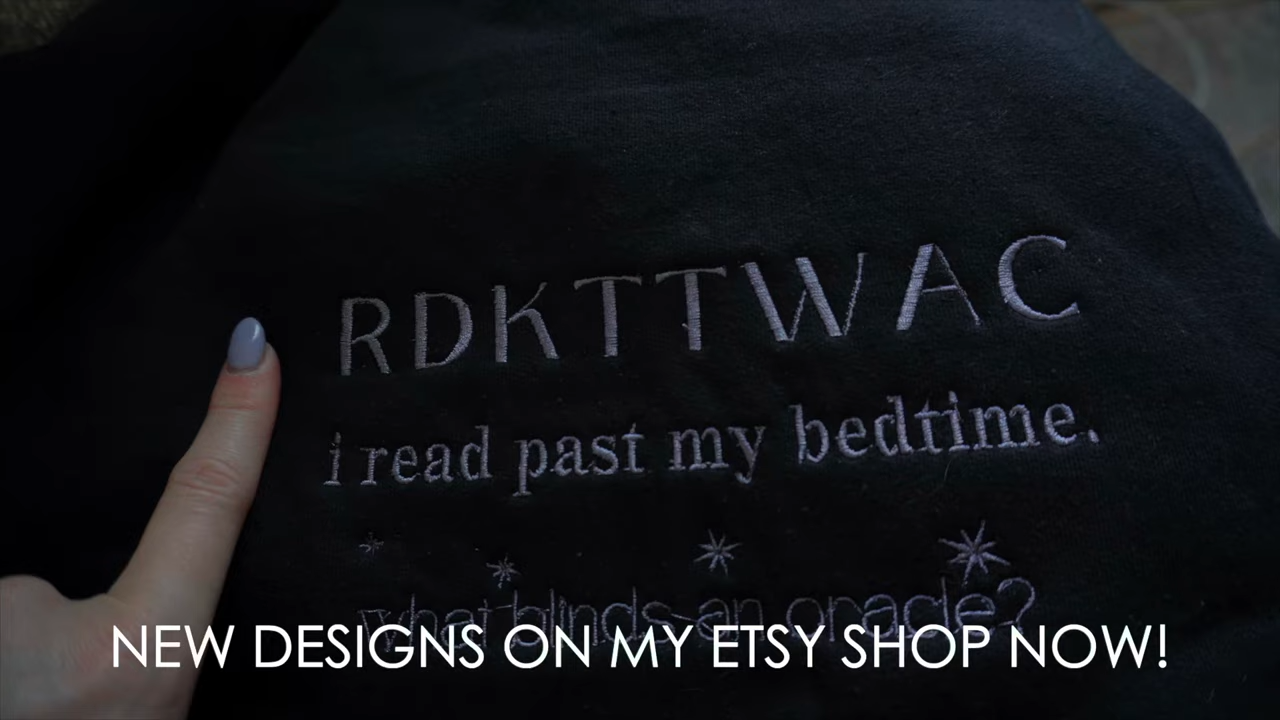 RDKTTWAC
i read past my bedtime.
what blinds an oracle?
NEW DESIGNS ON MY ETSY SHOP NOW!